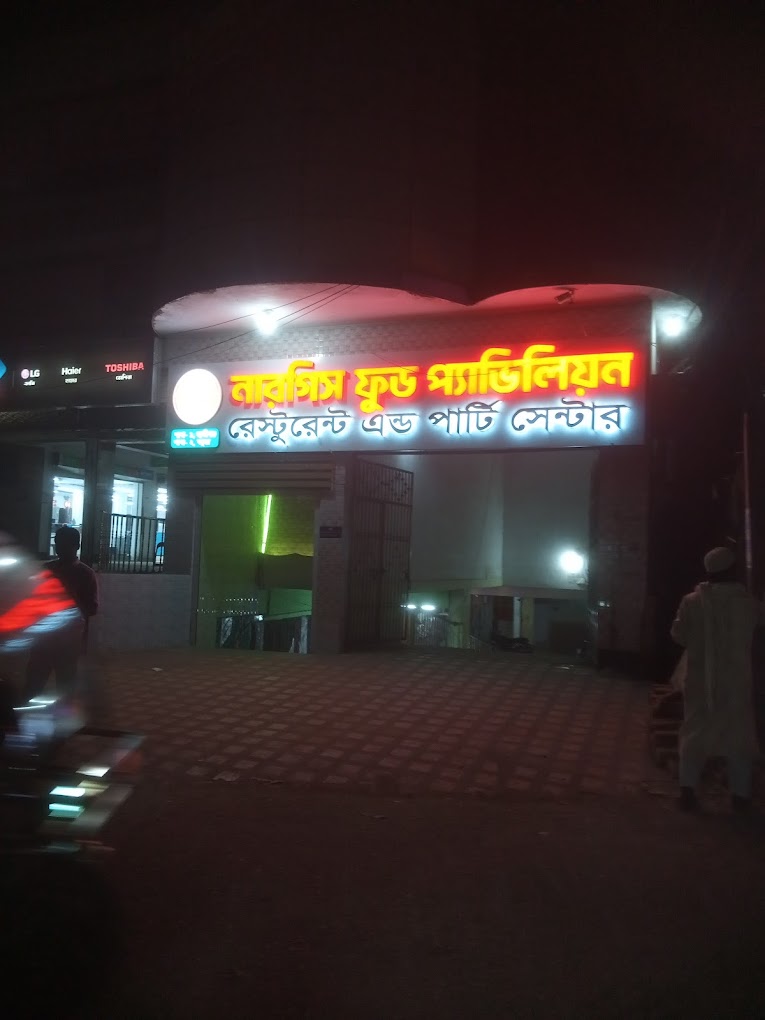 LG
Haier
TOSHIBA
নারগিস ফুড প্যাভিলিয়ন
রেস্টুরেন্ট এন্ড পার্টি সেন্টার